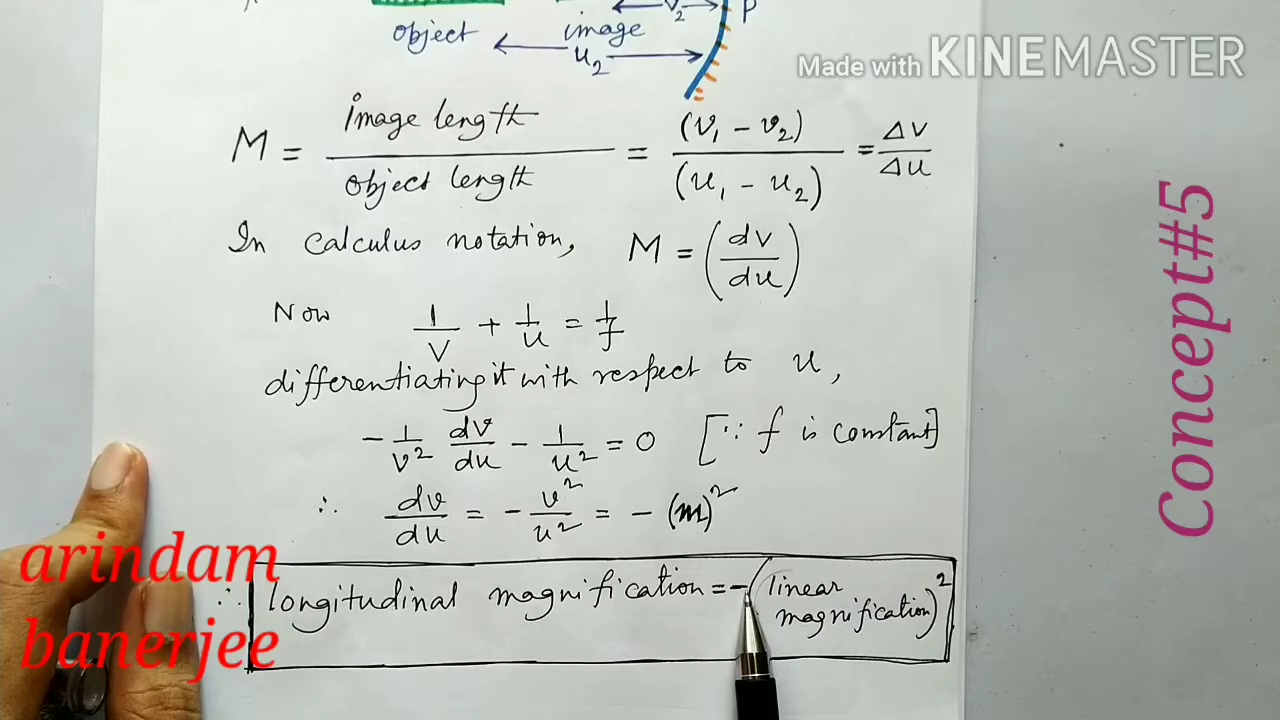 v₂ P
object image
u₂
Made with KINEMASTER
M = Image length / object length = (v₁ - v₂) / (u₁ - u₂) = Δv / Δu
In calculus notation, M = (dv/du)
Now 1/v + 1/u = 1/f
differentiating it with respect to u,
- 1/v² dv/du - 1/u² = 0 [∵ f is constant]
∴ dv/du = - v²/u² = - (m)²
∴ longitudinal magnification = - (linear magnification)²
Concept#5
arindam
banerjee